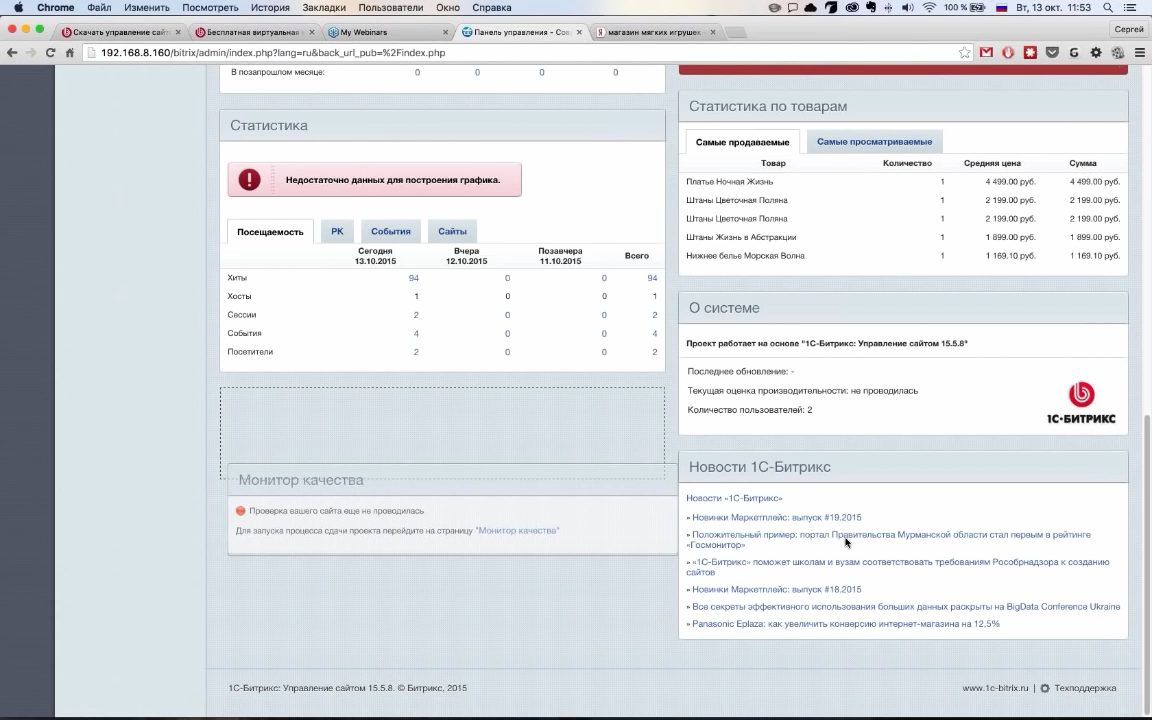 Chrome Файл Изменить Посмотреть История Закладки Пользователи Окно Справка 100 % Вт, 13 окт. 11:53
Скачать управление сай Бесплатная виртуальная My Webinars Панель управления - Сов магазин мягких игрушек Сергей
192.168.8.160/bitrix/admin/index.php?lang=ru&back_url_pub=%2Findex.php
В позапрошлом месяце: 0 0 0 0
Статистика
Недостаточно данных для построения графика.
Посещаемость РК События Сайты
Сегодня Вчера Позавчера Всего
13.10.2015 12.10.2015 11.10.2015
Хиты 94 0 0 94
Хосты 1 0 0 1
Сессии 2 0 0 2
События 4 0 0 4
Посетители 2 0 0 2
Монитор качества
Проверка вашего сайта еще не проводилась
Для запуска процесса сдачи проекта перейдите на страницу "Монитор качества"
Статистика по товарам
Самые продаваемые Самые просматриваемые
Товар Количество Средняя цена Сумма
Платье Ночная Жизнь 1 4 499.00 руб. 4 499.00 руб.
Штаны Цветочная Поляна 1 2 199.00 руб. 2 199.00 руб.
Штаны Цветочная Поляна 1 2 199.00 руб. 2 199.00 руб.
Штаны Жизнь в Абстракции 1 1 899.00 руб. 1 899.00 руб.
Нижнее белье Морская Волна 1 1 169.10 руб. 1 169.10 руб.
О системе
Проект работает на основе "1С-Битрикс: Управление сайтом 15.5.8"
Последнее обновление: -
Текущая оценка производительности: не проводилась
Количество пользователей: 2
1С-БИТРИКС
Новости 1С-Битрикс
Новости «1С-Битрикс»
» Новинки Маркетплейс: выпуск #19.2015
» Положительный пример: портал Правительства Мурманской области стал первым в рейтинге
«Госмонитор»
» «1С-Битрикс» поможет школам и вузам соответствовать требованиям Рособрнадзора к созданию
сайтов
» Новинки Маркетплейс: выпуск #18.2015
» Все секреты эффективного использования больших данных раскрыты на BigData Conference Ukraine
» Panasonic Eplaza: как увеличить конверсию интернет-магазина на 12,5%
1С-Битрикс: Управление сайтом 15.5.8. © Битрикс, 2015 www.1c-bitrix.ru | Техподдержка